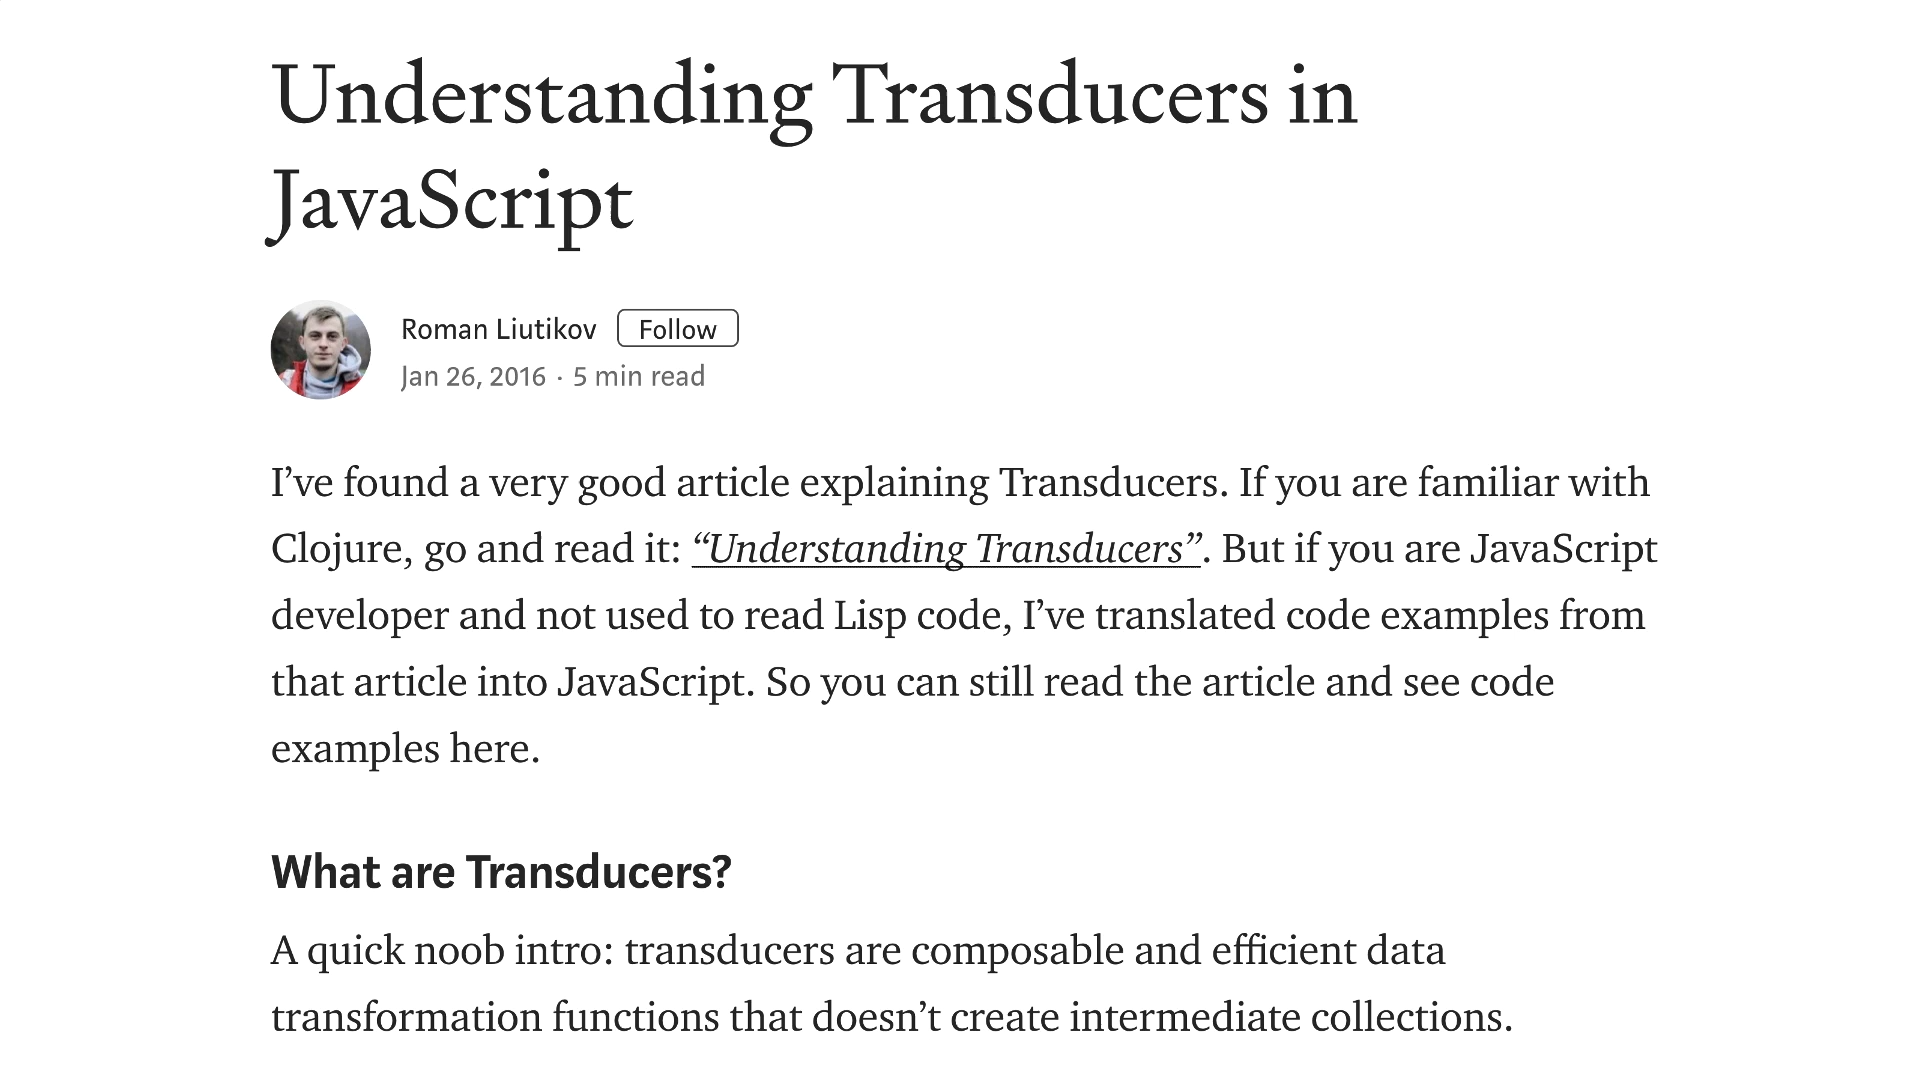 Understanding Transducers in
JavaScript
Roman Liutikov Follow
Jan 26, 2016 · 5 min read
I’ve found a very good article explaining Transducers. If you are familiar with
Clojure, go and read it: “Understanding Transducers”. But if you are JavaScript
developer and not used to read Lisp code, I’ve translated code examples from
that article into JavaScript. So you can still read the article and see code
examples here.
What are Transducers?
A quick noob intro: transducers are composable and efficient data
transformation functions that doesn’t create intermediate collections.